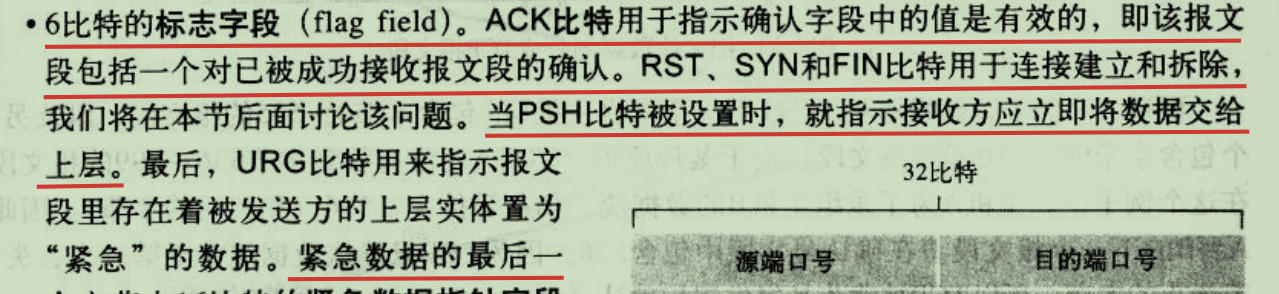 • 6比特的标志字段（flag field）。ACK比特用于指示确认字段中的值是有效的，即该报文
段包括一个对已被成功接收报文段的确认。RST、SYN和FIN比特用于连接建立和拆除，
我们将在本节后面讨论该问题。当PSH比特被设置时，就指示接收方应立即将数据交给
上层。最后，URG比特用来指示报文
段里存在着被发送方的上层实体置为
“紧急”的数据。紧急数据的最后一
32比特
源端口号 目的端口号